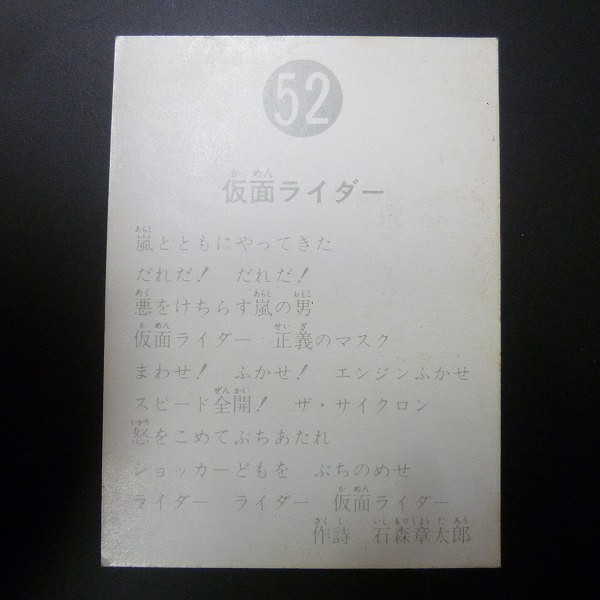 52
仮面ライダー
嵐とともにやってきた
だれだ！　だれだ！
悪をけちらす嵐の男
仮面ライダー　正義のマスク
まわせ！　ふかせ！　エンジンふかせ
スピード全開！　ザ・サイクロン
怒をこめてぶちあたれ
ショッカーどもを　ぶちのめせ
ライダー　ライダー　仮面ライダー
作詩　石森章太郎